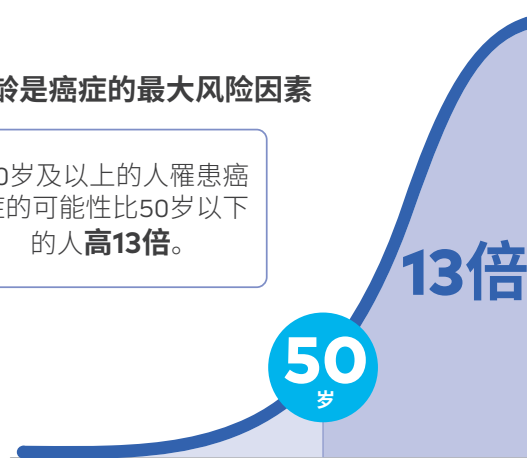 龄是癌症的最大风险因素
0岁及以上的人罹患癌
症的可能性比50岁以下
的人高13倍。
13倍
50
岁